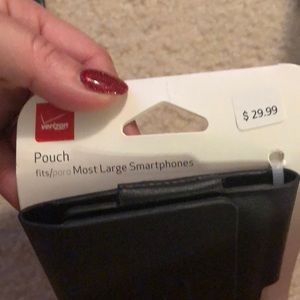 verizon
$ 29.99
Pouch
fits/para Most Large Smartphones